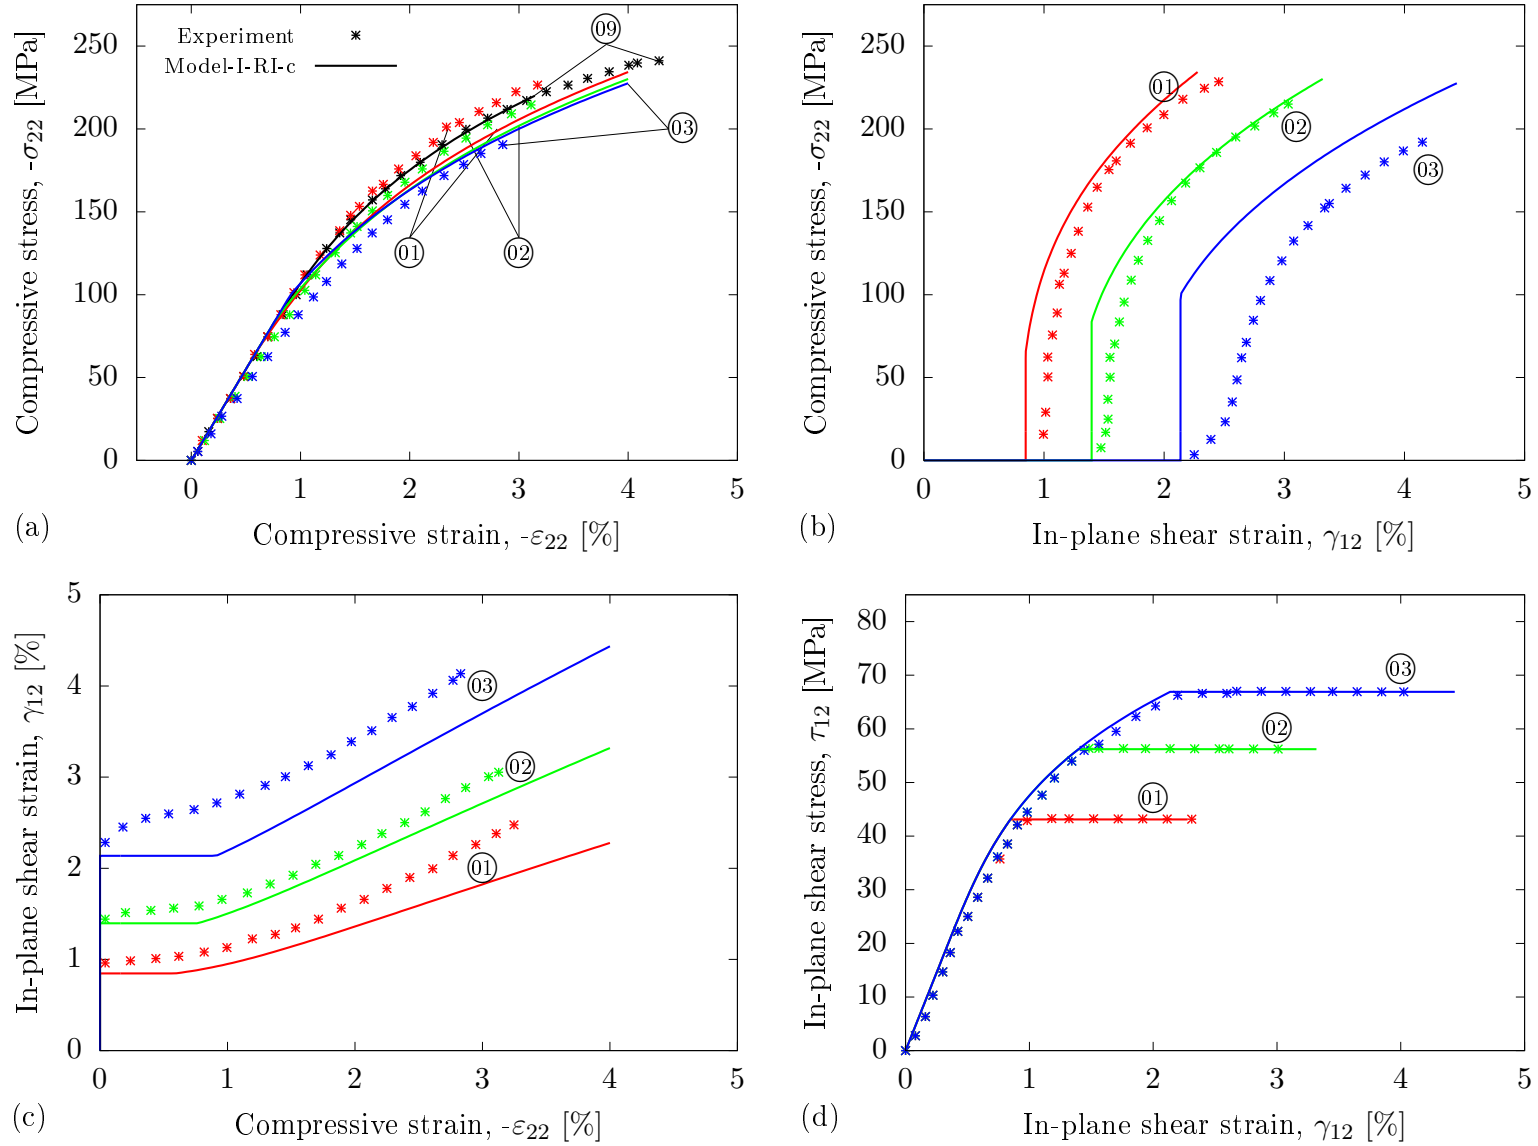 Experiment
Model-I-RI-c
Compressive stress, -σ₂₂ [MPa]
250
200
150
100
50
0
0 1 2 3 4 5
09
03
01
02
(a)
Compressive strain, -ε₂₂ [%]
Compressive stress, -σ₂₂ [MPa]
250
200
150
100
50
0
0 1 2 3 4 5
01
02
03
(b)
In-plane shear strain, γ₁₂ [%]
In-plane shear strain, γ₁₂ [%]
5
4
3
2
1
0
0 1 2 3 4 5
03
02
01
(c)
Compressive strain, -ε₂₂ [%]
In-plane shear stress, τ₁₂ [MPa]
80
70
60
50
40
30
20
10
0
0 1 2 3 4 5
03
02
01
(d)
In-plane shear strain, γ₁₂ [%]